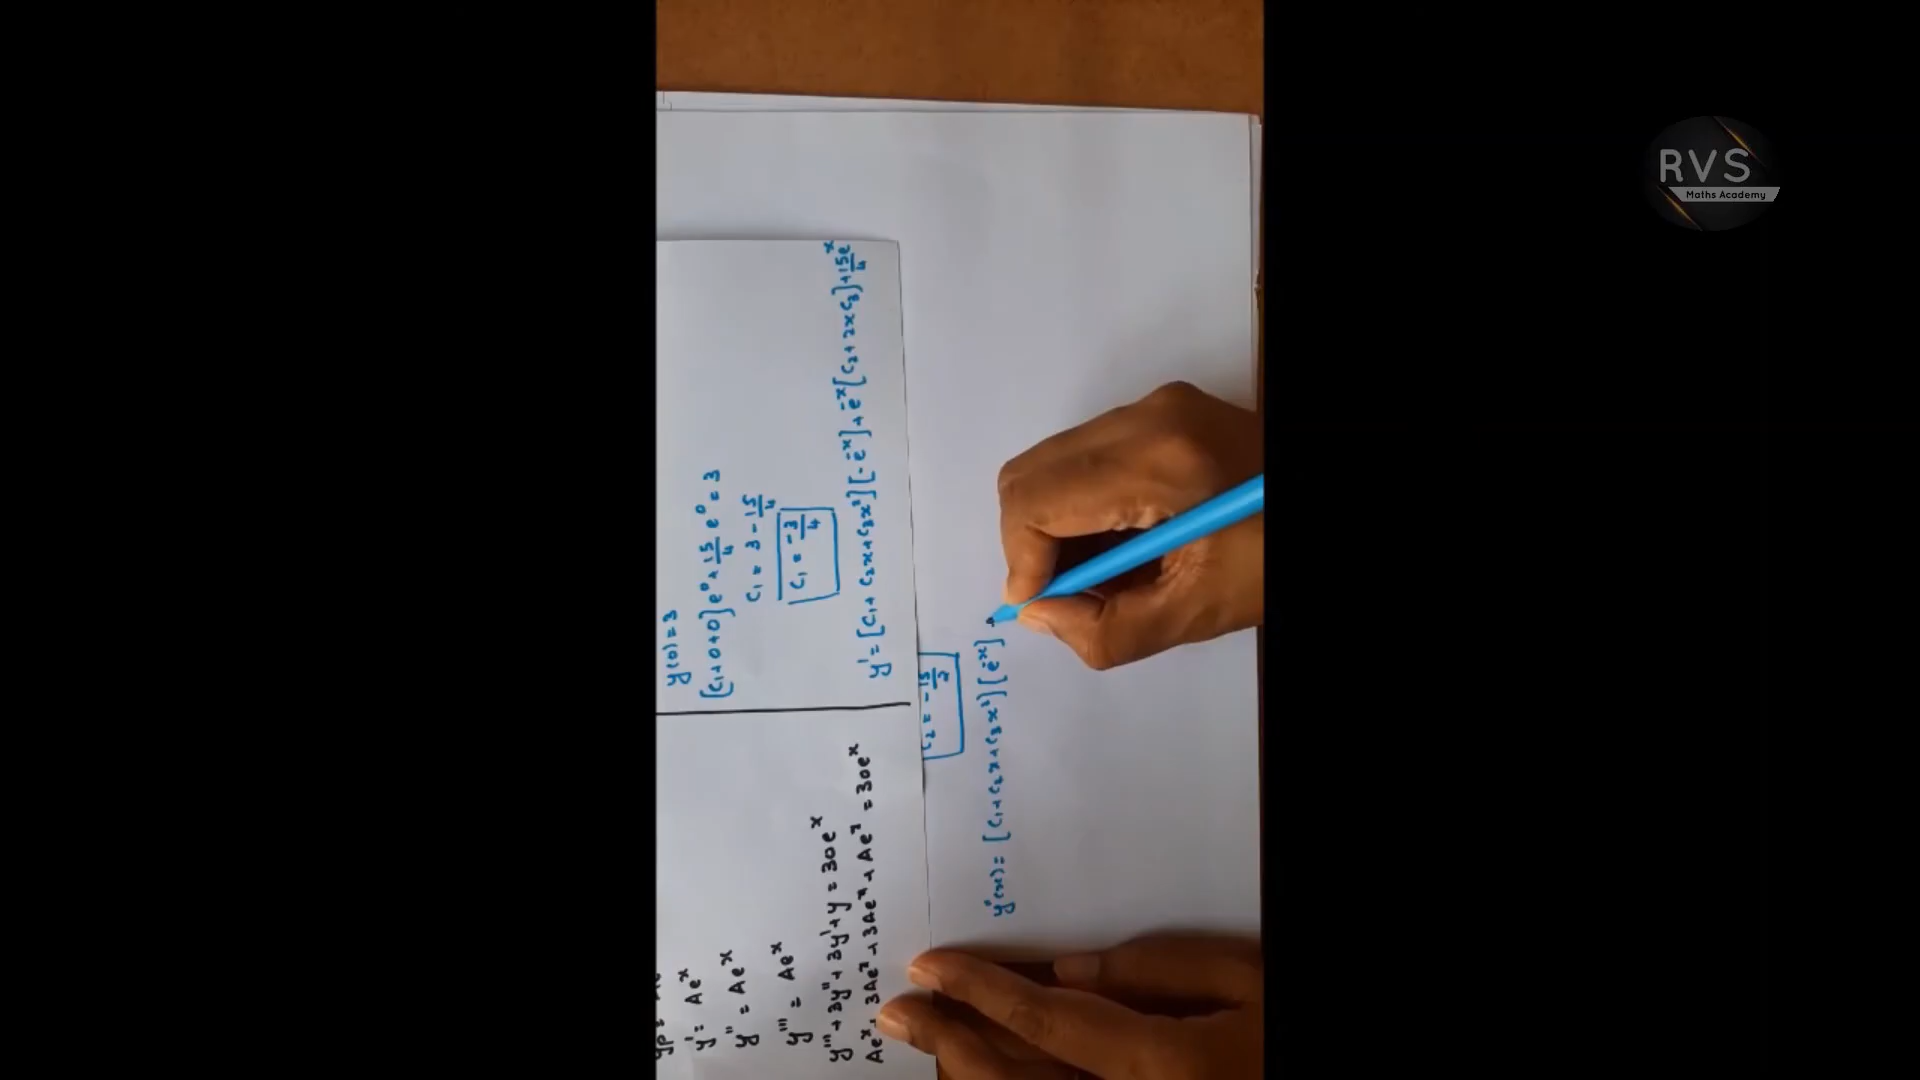 yp =
y' = Ae^x
y'' = Ae^x
y''' = Ae^x
y''' + 3y'' + 3y' + y = 30e^x
Ae^x + 3Ae^x + 3Ae^x + Ae^x = 30e^x
y(0) = 3
[C₁+0+0]e⁰ + 15/4 e⁰ = 3
C₁ = 3 - 15/4
C₁ = -3/4
y' = [C₁ + C₂x + C₃x²][-e^-x] + e^-x[C₂ + 2xC₃] + 15/4 e^x
C₂ = -15/2
y''(x) = [C₁ + C₂x + C₃x²][e^-x]
RVS
Maths Academy